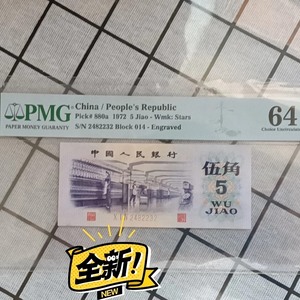 PMG
PAPER MONEY GUARANTY
China / People's Republic
Pick# 880a 1972 5 Jiao - Wmk: Stars
S/N 2482232 Block 014 - Engraved
64
Choice Uncirculated
中国人民银行
伍角
5
WU
JIAO
2482232
全新!
NEW